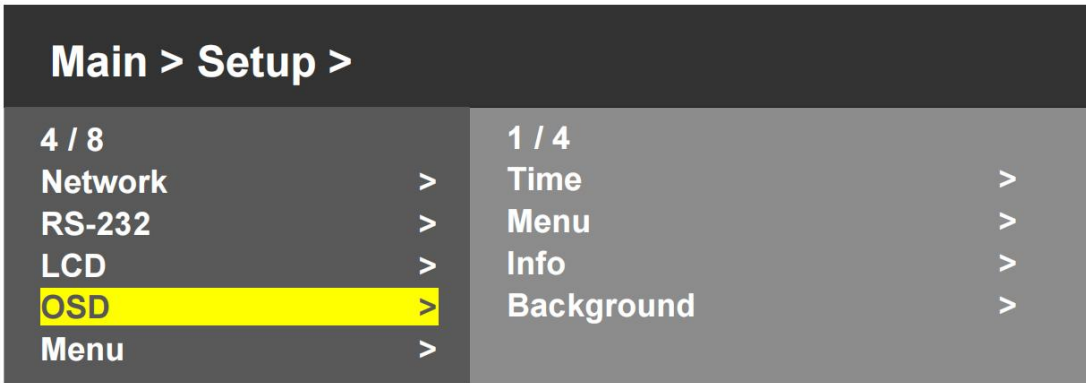 Main > Setup >
4 / 8
Network >
RS-232 >
LCD >
OSD >
Menu >
1 / 4
Time >
Menu >
Info >
Background >